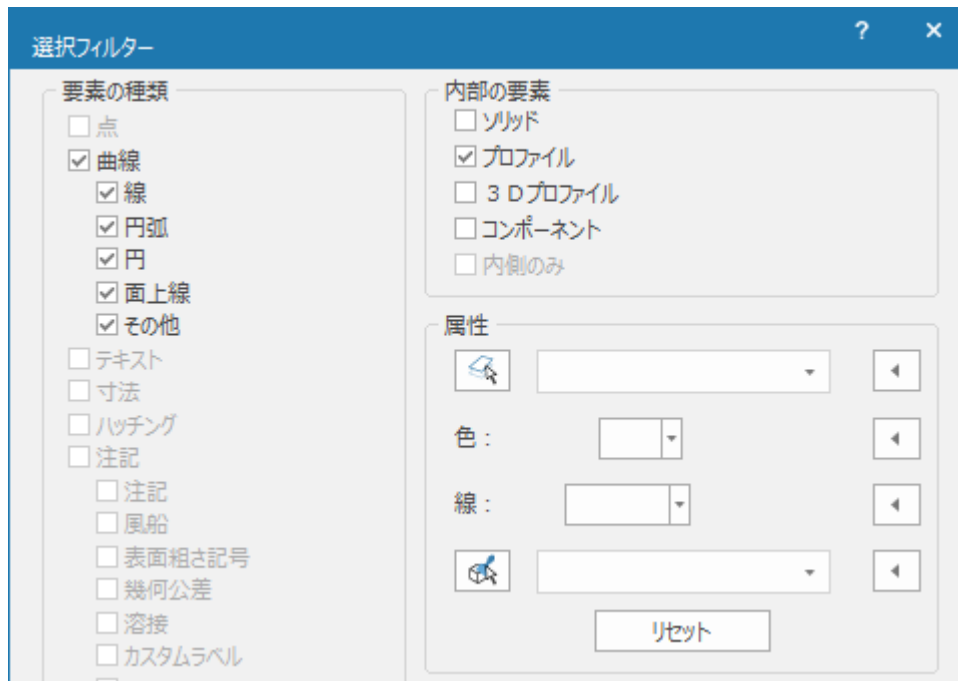 選択フィルター
?
×
要素の種類
点
曲線
線
円弧
円
面上線
その他
テキスト
寸法
ハッチング
注記
注記
風船
表面粗さ記号
幾何公差
溶接
カスタムラベル
内部の要素
ソリッド
プロファイル
３Ｄプロファイル
コンポーネント
内側のみ
属性
色：
線：
リセット